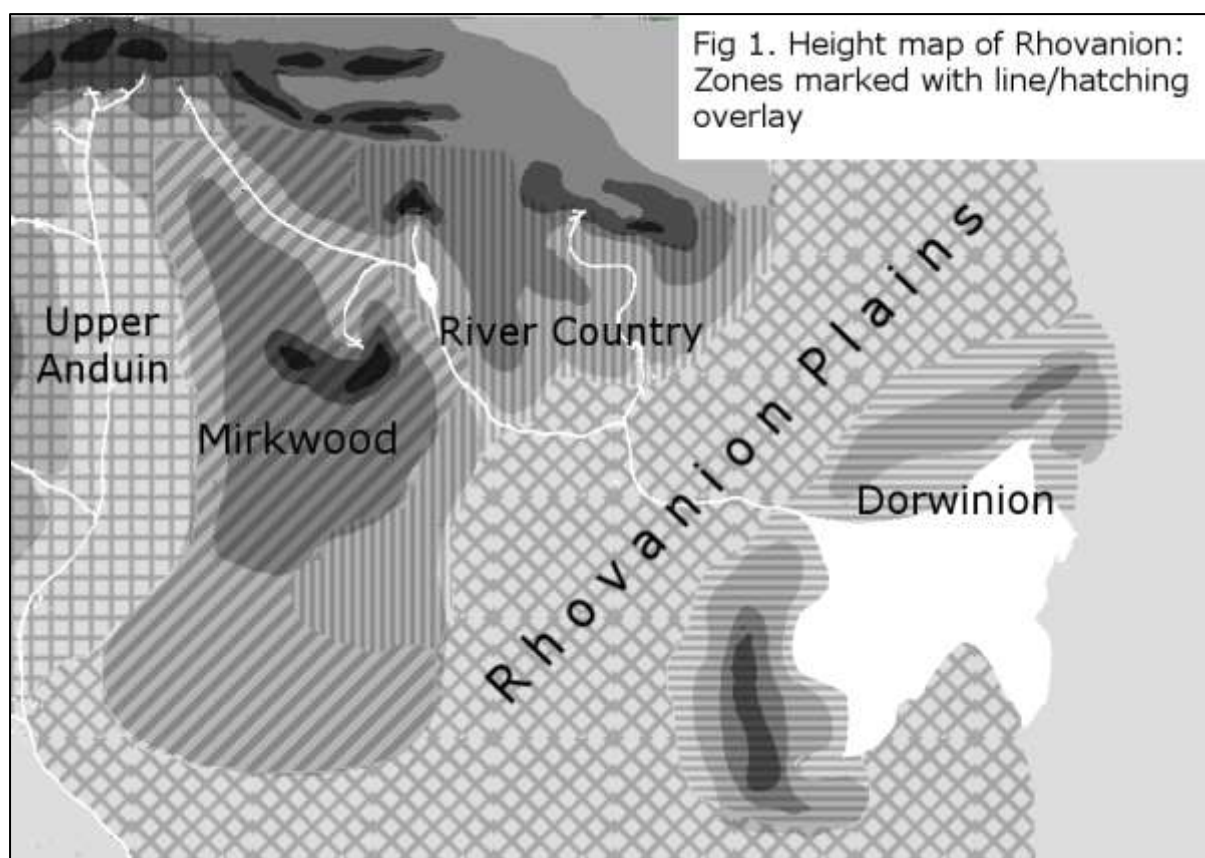 Fig 1. Height map of Rhovanion:
Zones marked with line/hatching
overlay
Upper
Anduin
River Country
Mirkwood
Rhovanion Plains
Dorwinion